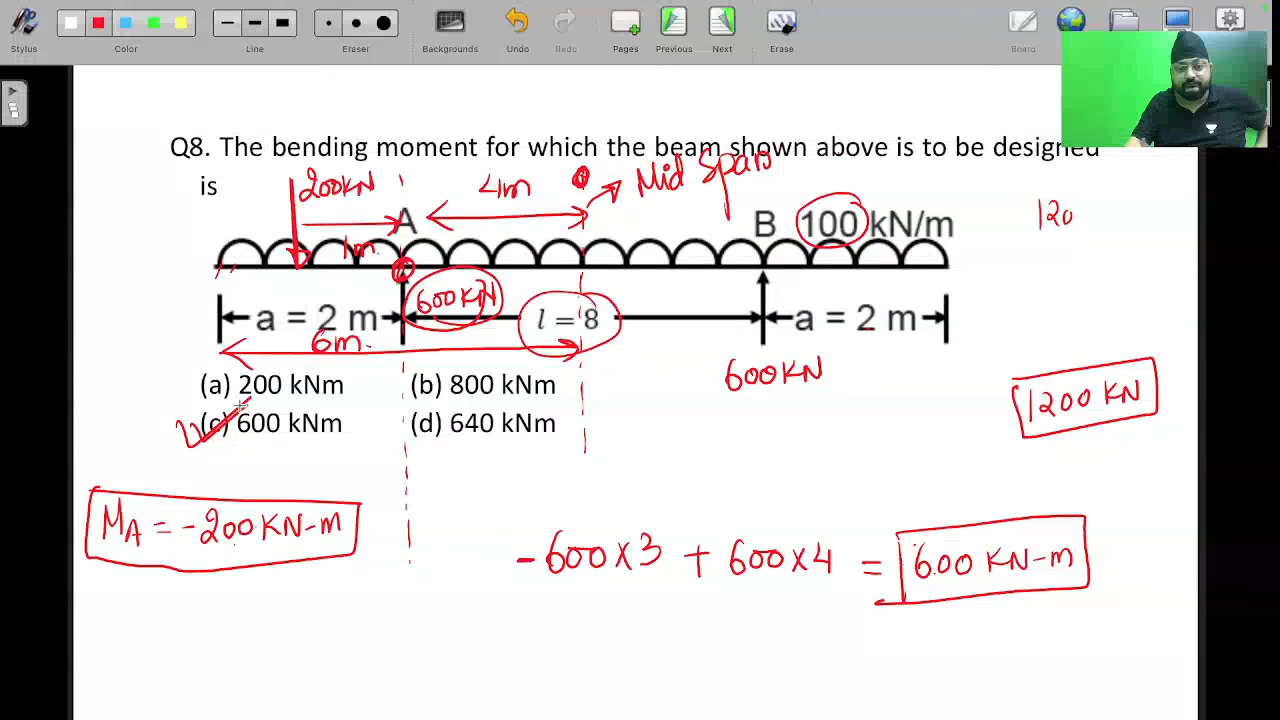 Stylus Color Line Eraser Backgrounds Undo Redo Pages Previous Next Erase Board
Q8. The bending moment for which the beam shown above is to be designed
is
200KN
4m
Mid Span
A
B 100 kN/m
120
1m.
600KN
a = 2 m
l = 8
a = 2 m
6m.
600KN
(a) 200 kNm (b) 800 kNm
(c) 600 kNm (d) 640 kNm
1200 KN
MA = -200 KN-m
-600x3 + 600x4 = 600 KN-m